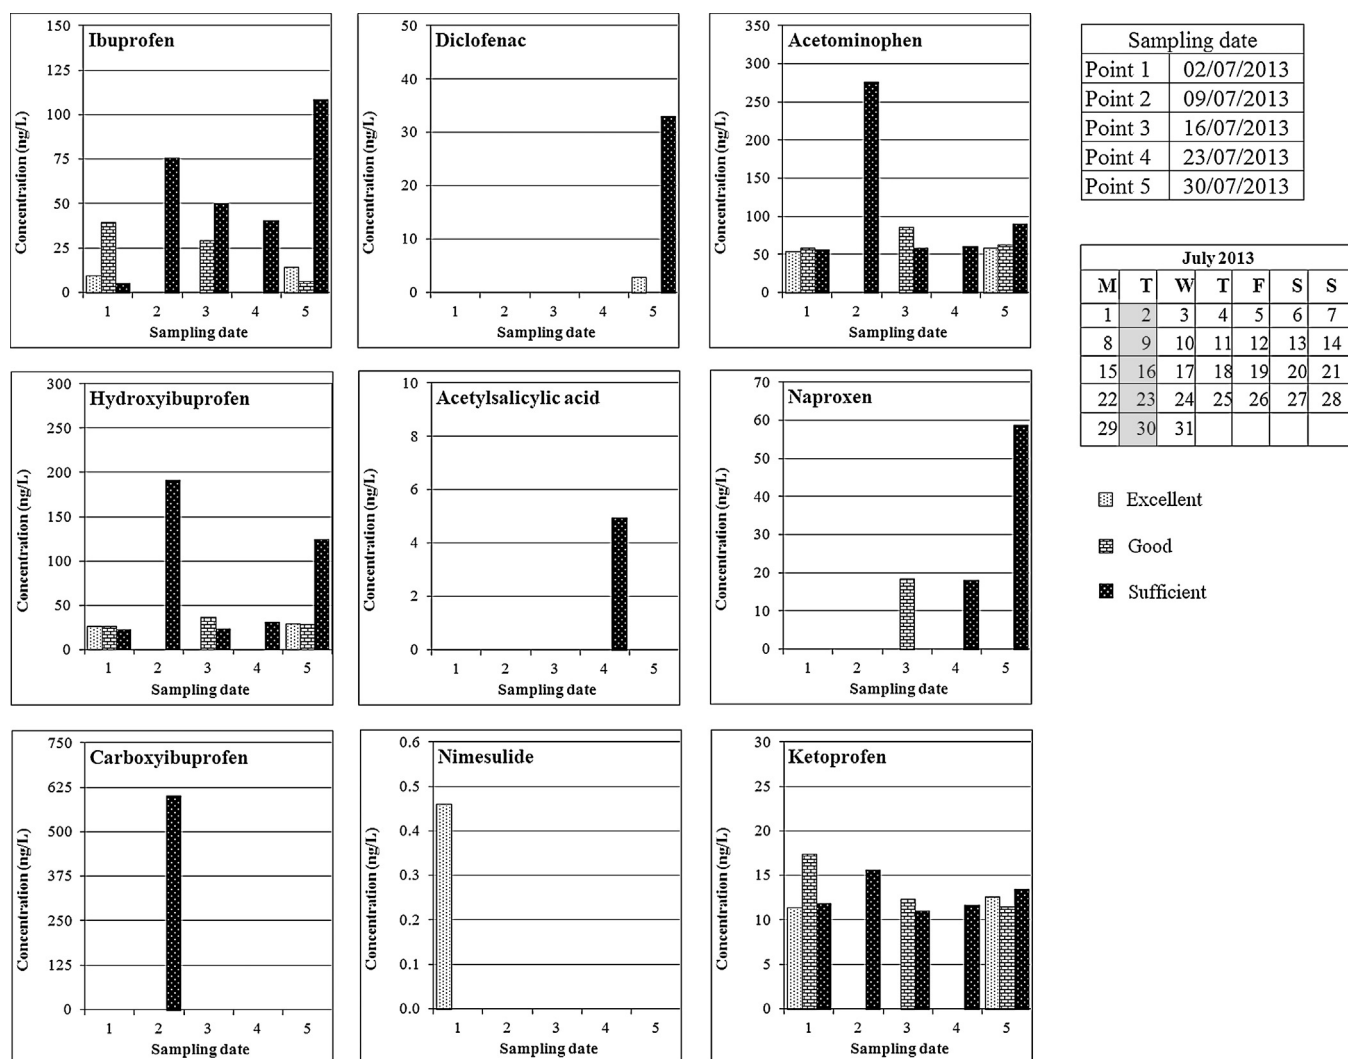 Ibuprofen
Concentration (ng/L)
150
125
100
75
50
25
0
1 2 3 4 5
Sampling date
Diclofenac
Concentration (ng/L)
50
40
30
20
10
0
1 2 3 4 5
Sampling date
Acetominophen
Concentration (ng/L)
350
300
250
200
150
100
50
0
1 2 3 4 5
Sampling date
Sampling date
Point 1 02/07/2013
Point 2 09/07/2013
Point 3 16/07/2013
Point 4 23/07/2013
Point 5 30/07/2013
July 2013
M T W T F S S
1 2 3 4 5 6 7
8 9 10 11 12 13 14
15 16 17 18 19 20 21
22 23 24 25 26 27 28
29 30 31
Excellent
Good
Sufficient
Hydroxyibuprofen
Concentration (ng/L)
300
250
200
150
100
50
0
1 2 3 4 5
Sampling date
Acetylsalicylic acid
Concentration (ng/L)
10
8
6
4
2
0
1 2 3 4 5
Sampling date
Naproxen
Concentration (ng/L)
70
60
50
40
30
20
10
0
1 2 3 4 5
Sampling date
Carboxyibuprofen
Concentration (ng/L)
750
625
500
375
250
125
0
1 2 3 4 5
Sampling date
Nimesulide
Concentration (ng/L)
0.6
0.5
0.4
0.3
0.2
0.1
0.0
1 2 3 4 5
Sampling date
Ketoprofen
Concentration (ng/L)
30
25
20
15
10
5
0
1 2 3 4 5
Sampling date